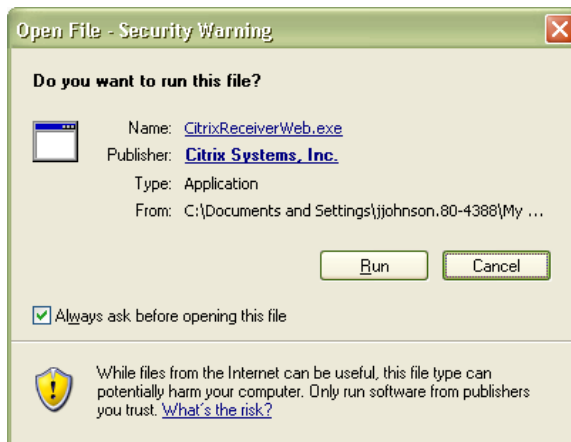 Open File - Security Warning
Do you want to run this file?
Name: CitrixReceiverWeb.exe
Publisher: Citrix Systems, Inc.
Type: Application
From: C:\Documents and Settings\jjohnson.80-4388\My ...
Run Cancel
Always ask before opening this file
While files from the Internet can be useful, this file type can
potentially harm your computer. Only run software from publishers
you trust. What's the risk?